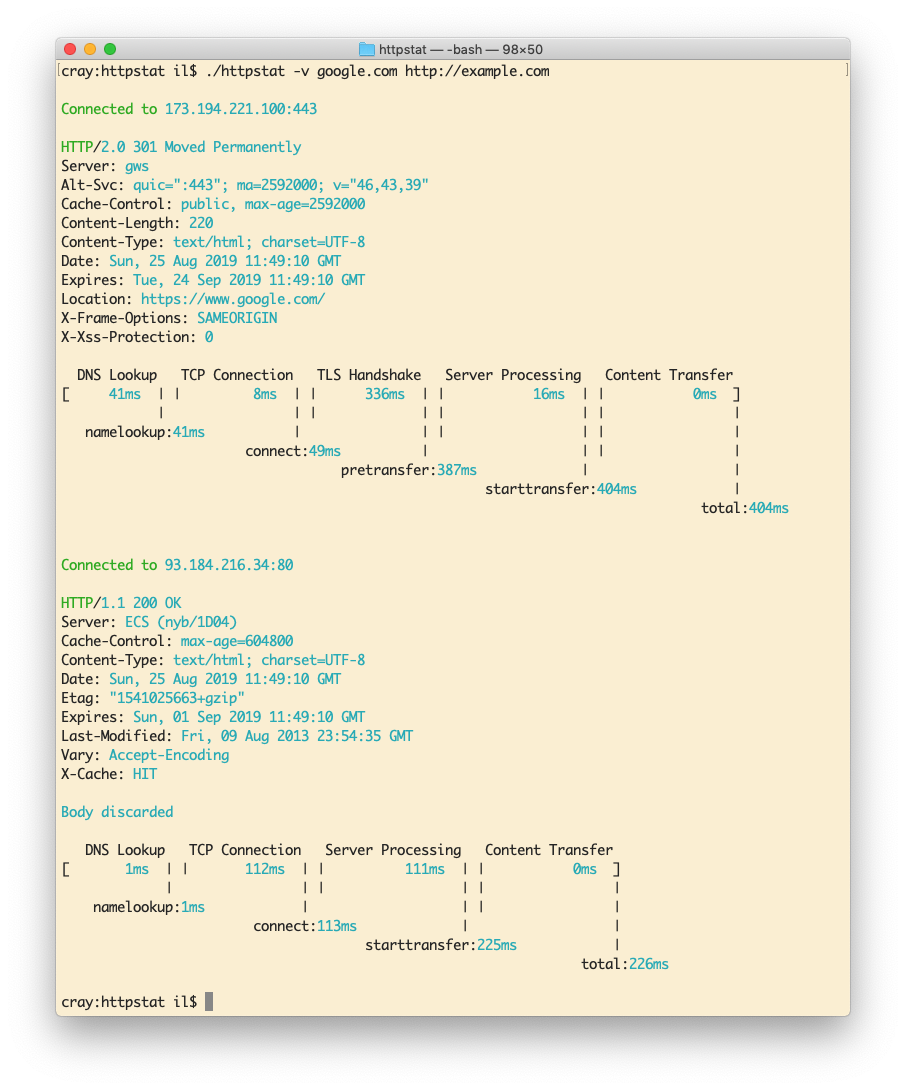 httpstat — -bash — 98×50
[cray:httpstat il$ ./httpstat -v google.com http://example.com ]
Connected to 173.194.221.100:443
HTTP/2.0 301 Moved Permanently
Server: gws
Alt-Svc: quic=":443"; ma=2592000; v="46,43,39"
Cache-Control: public, max-age=2592000
Content-Length: 220
Content-Type: text/html; charset=UTF-8
Date: Sun, 25 Aug 2019 11:49:10 GMT
Expires: Tue, 24 Sep 2019 11:49:10 GMT
Location: https://www.google.com/
X-Frame-Options: SAMEORIGIN
X-Xss-Protection: 0
  DNS Lookup   TCP Connection   TLS Handshake   Server Processing   Content Transfer
[     41ms  | |         8ms  | |      336ms  | |           16ms  | |           0ms  ]
            |                | |             | |                 | |                |
   namelookup:41ms           |               | |                 | |                |
                       connect:49ms          |                   | |                |
                                   pretransfer:387ms             |                  |
                                                     starttransfer:404ms            |
                                                                                total:404ms
Connected to 93.184.216.34:80
HTTP/1.1 200 OK
Server: ECS (nyb/1D04)
Cache-Control: max-age=604800
Content-Type: text/html; charset=UTF-8
Date: Sun, 25 Aug 2019 11:49:10 GMT
Etag: "1541025663+gzip"
Expires: Sun, 01 Sep 2019 11:49:10 GMT
Last-Modified: Fri, 09 Aug 2013 23:54:35 GMT
Vary: Accept-Encoding
X-Cache: HIT
Body discarded
   DNS Lookup   TCP Connection   Server Processing   Content Transfer
[       1ms  | |       112ms  | |          111ms  | |           0ms  ]
             |                | |                 | |                |
    namelookup:1ms            |                   | |                |
                        connect:113ms             |                  |
                                      starttransfer:225ms            |
                                                                 total:226ms
cray:httpstat il$